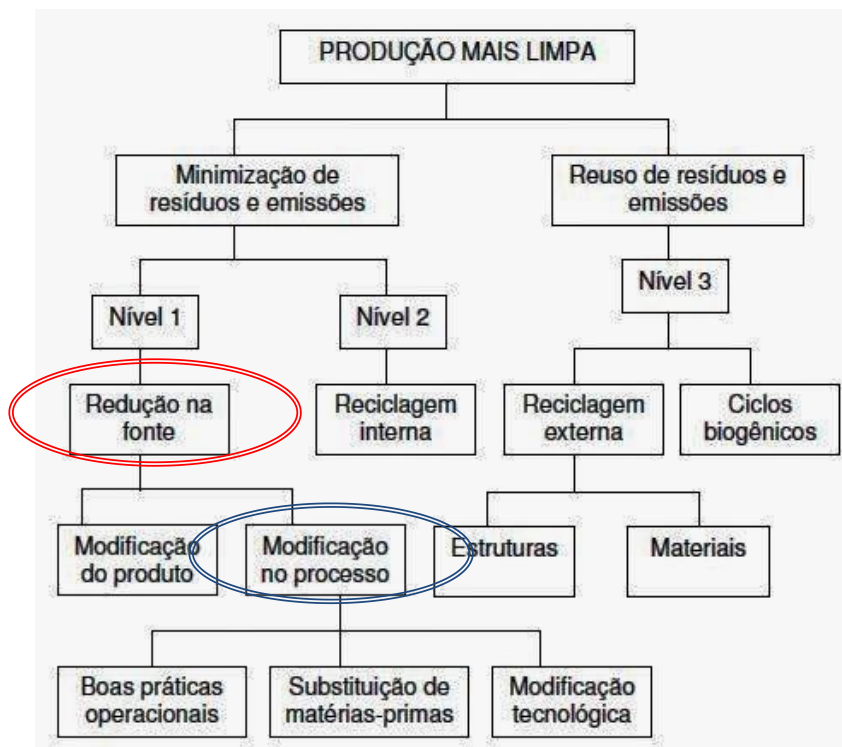 PRODUÇÃO MAIS LIMPA
Minimização de
resíduos e emissões
Reuso de resíduos e
emissões
Nível 1
Nível 2
Nível 3
Redução na
fonte
Reciclagem
interna
Reciclagem
externa
Ciclos
biogênicos
Modificação
do produto
Modificação
no processo
Estruturas
Materiais
Boas práticas
operacionais
Substituição de
matérias-primas
Modificação
tecnológica